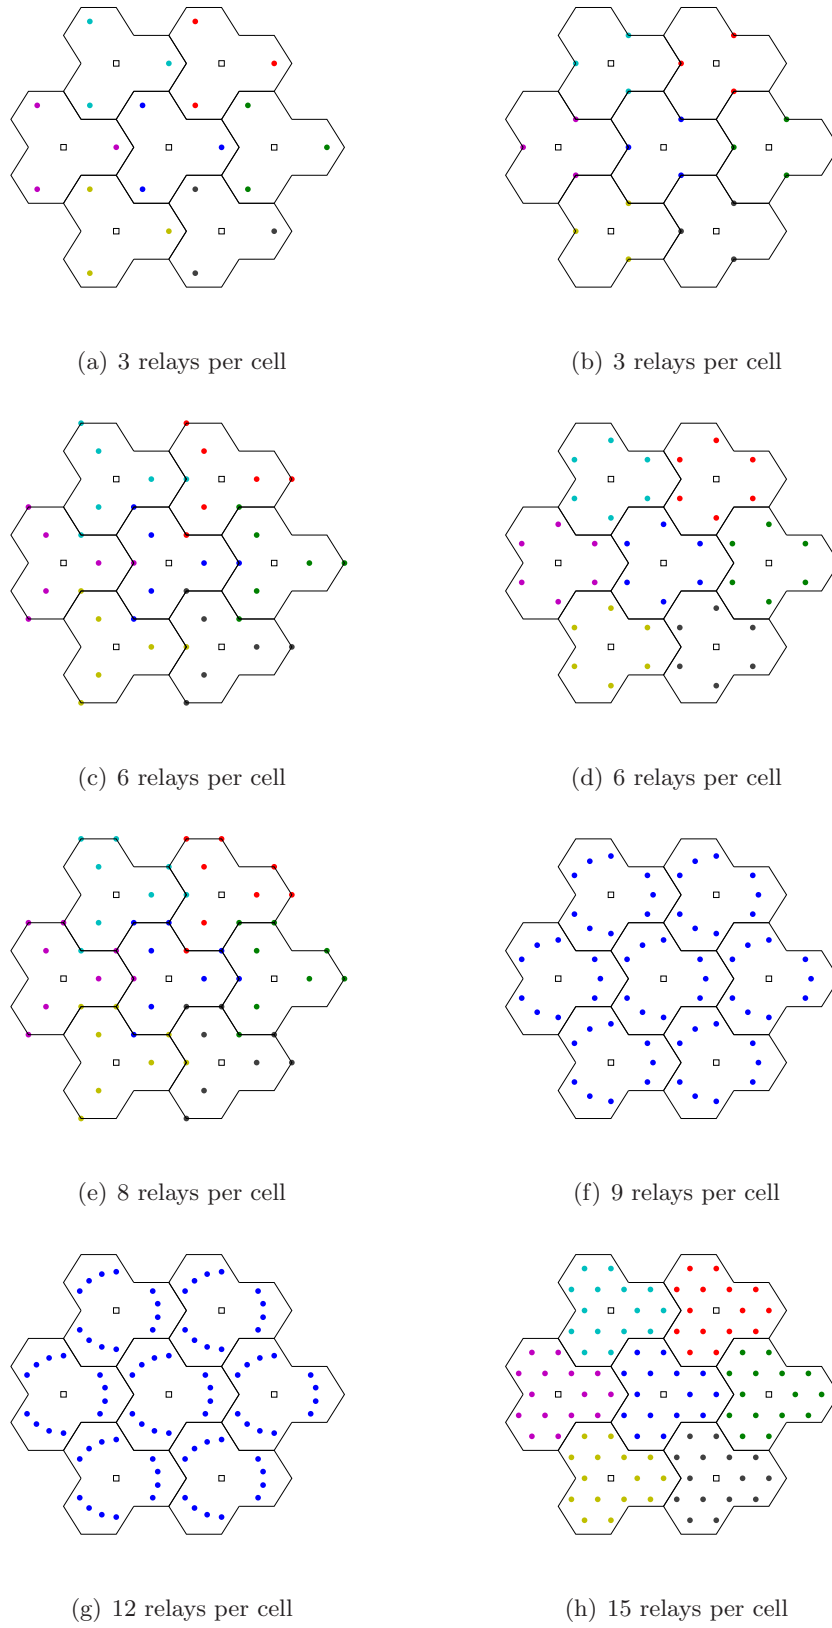 (a) 3 relays per cell
(b) 3 relays per cell
(c) 6 relays per cell
(d) 6 relays per cell
(e) 8 relays per cell
(f) 9 relays per cell
(g) 12 relays per cell
(h) 15 relays per cell